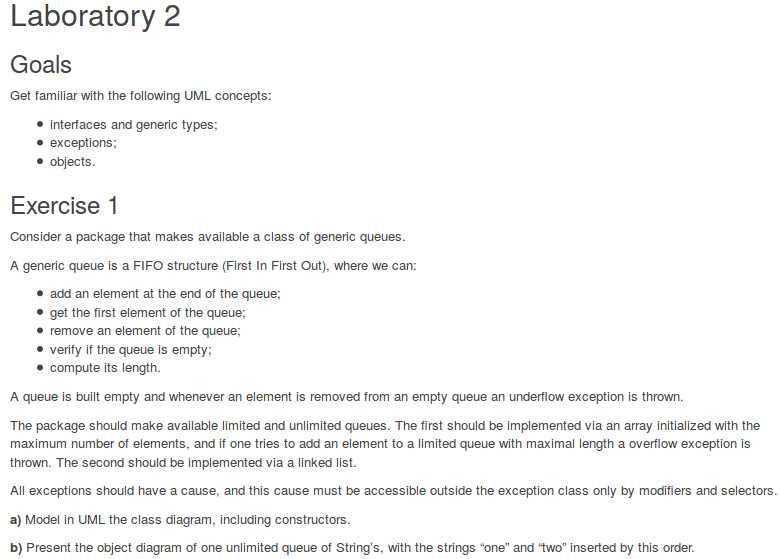 Laboratory 2
Goals
Get familiar with the following UML concepts:
• interfaces and generic types;
• exceptions;
• objects.
Exercise 1
Consider a package that makes available a class of generic queues.
A generic queue is a FIFO structure (First In First Out), where we can:
• add an element at the end of the queue;
• get the first element of the queue;
• remove an element of the queue;
• verify if the queue is empty;
• compute its length.
A queue is built empty and whenever an element is removed from an empty queue an underflow exception is thrown.
The package should make available limited and unlimited queues. The first should be implemented via an array initialized with the
maximum number of elements, and if one tries to add an element to a limited queue with maximal length a overflow exception is
thrown. The second should be implemented via a linked list.
All exceptions should have a cause, and this cause must be accessible outside the exception class only by modifiers and selectors.
a) Model in UML the class diagram, including constructors.
b) Present the object diagram of one unlimited queue of String's, with the strings “one” and “two” inserted by this order.